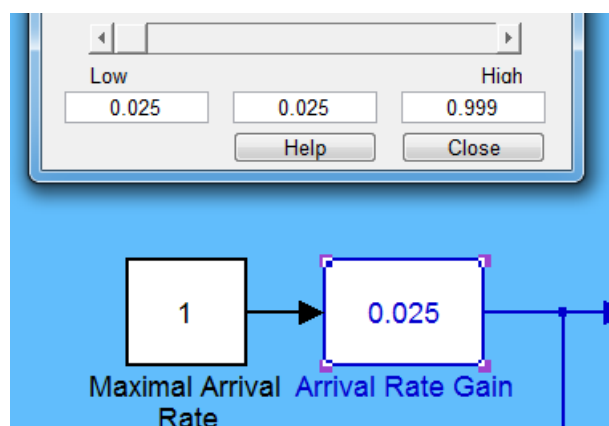 Low High
0.025 0.025 0.999
Help Close
1 0.025
Maximal Arrival Arrival Rate Gain
Rate